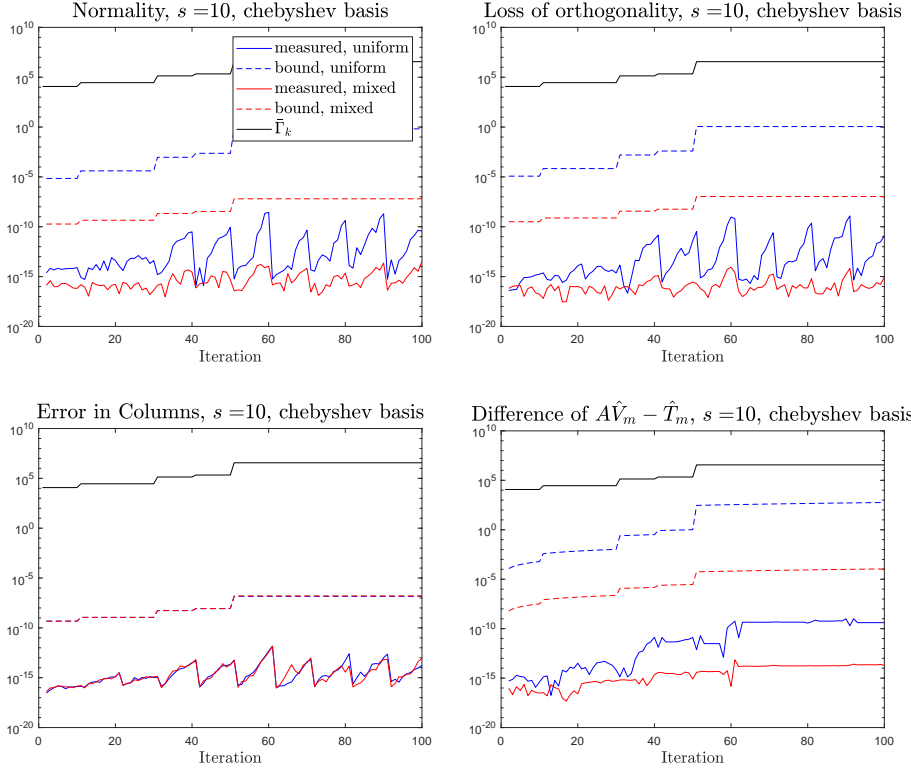 Normality, s =10, chebyshev basis
10^10
10^5
10^0
10^-5
10^-10
10^-15
10^-20
0 20 40 60 80 100
Iteration
measured, uniform
bound, uniform
measured, mixed
bound, mixed
Γ̄_k
Loss of orthogonality, s =10, chebyshev basis
10^10
10^5
10^0
10^-5
10^-10
10^-15
10^-20
0 20 40 60 80 100
Iteration
Error in Columns, s =10, chebyshev basis
10^10
10^5
10^0
10^-5
10^-10
10^-15
10^-20
0 20 40 60 80 100
Iteration
Difference of AV̂_m − T̂_m, s =10, chebyshev basis
10^10
10^5
10^0
10^-5
10^-10
10^-15
10^-20
0 20 40 60 80 100
Iteration